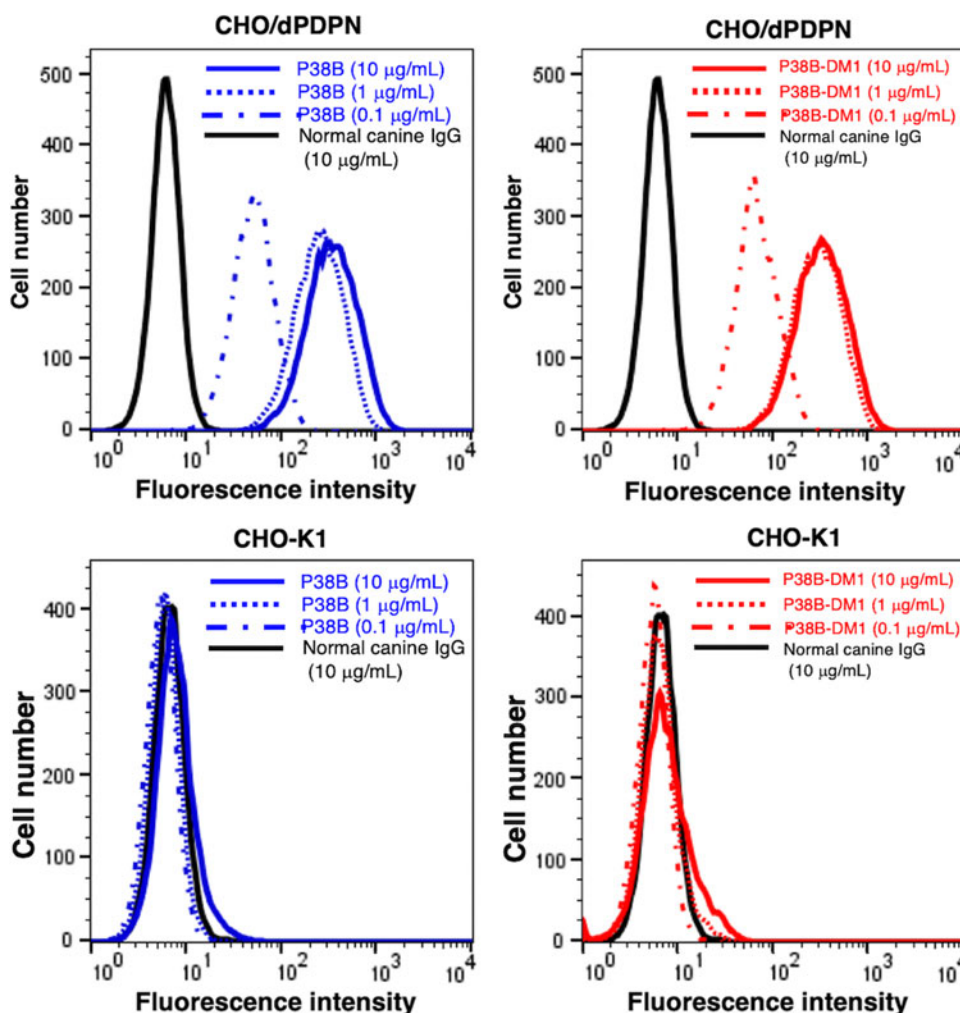 CHO/dPDPN
P38B (10 µg/mL)
P38B (1 µg/mL)
P38B (0.1 µg/mL)
Normal canine IgG
(10 µg/mL)
Cell number
500
400
300
200
100
0
10^0 10^1 10^2 10^3 10^4
Fluorescence intensity
CHO/dPDPN
P38B-DM1 (10 µg/mL)
P38B-DM1 (1 µg/mL)
P38B-DM1 (0.1 µg/mL)
Normal canine IgG
(10 µg/mL)
Cell number
500
400
300
200
100
0
10^0 10^1 10^2 10^3 10^4
Fluorescence intensity
CHO-K1
P38B (10 µg/mL)
P38B (1 µg/mL)
P38B (0.1 µg/mL)
Normal canine IgG
(10 µg/mL)
Cell number
400
300
200
100
0
10^0 10^1 10^2 10^3 10^4
Fluorescence intensity
CHO-K1
P38B-DM1 (10 µg/mL)
P38B-DM1 (1 µg/mL)
P38B-DM1 (0.1 µg/mL)
Normal canine IgG
(10 µg/mL)
Cell number
400
300
200
100
0
10^0 10^1 10^2 10^3 10^4
Fluorescence intensity